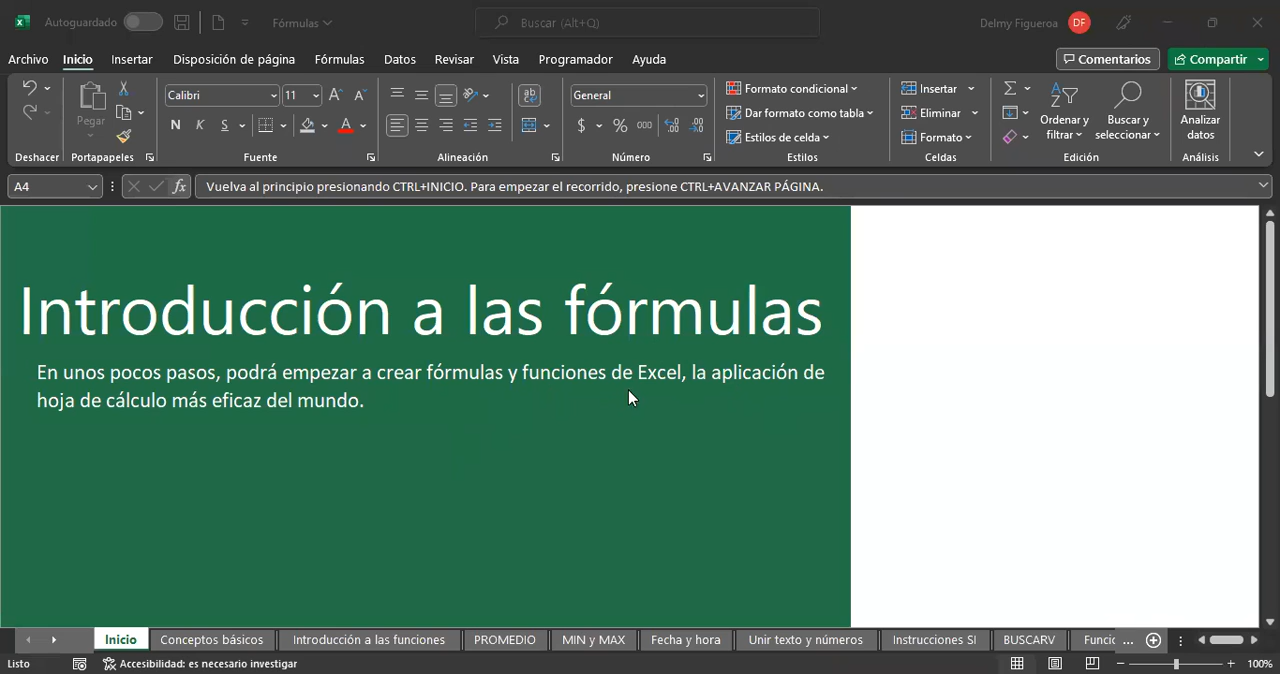 Autoguardado
Fórmulas
Buscar (Alt+Q)
Delmy Figueroa
DF
Archivo Inicio Insertar Disposición de página Fórmulas Datos Revisar Vista Programador Ayuda
Comentarios
Compartir
Pegar
Calibri 11
General
Formato condicional
Dar formato como tabla
Estilos de celda
Insertar
Eliminar
Formato
Ordenar y
filtrar
Buscar y
seleccionar
Analizar
datos
N K S
$ % 000
Deshacer Portapapeles Fuente Alineación Número Estilos Celdas Edición Análisis
A4
fx
Vuelva al principio presionando CTRL+INICIO. Para empezar el recorrido, presione CTRL+AVANZAR PÁGINA.
Introducción a las fórmulas
En unos pocos pasos, podrá empezar a crear fórmulas y funciones de Excel, la aplicación de
hoja de cálculo más eficaz del mundo.
Inicio Conceptos básicos Introducción a las funciones PROMEDIO MIN y MAX Fecha y hora Unir texto y números Instrucciones SI BUSCARV Funcio ...
Listo
Accesibilidad: es necesario investigar
100%